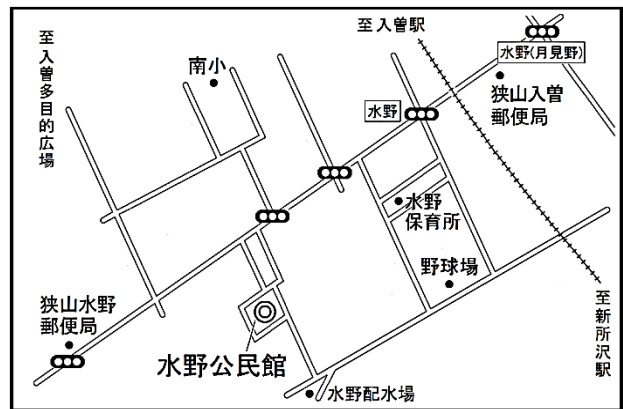 至入曽多目的広場
南小
至入曽駅
水野(月見野)
水野
狭山入曽
郵便局
水野
保育所
野球場
狭山水野
郵便局
水野公民館
水野配水場
至新所沢駅